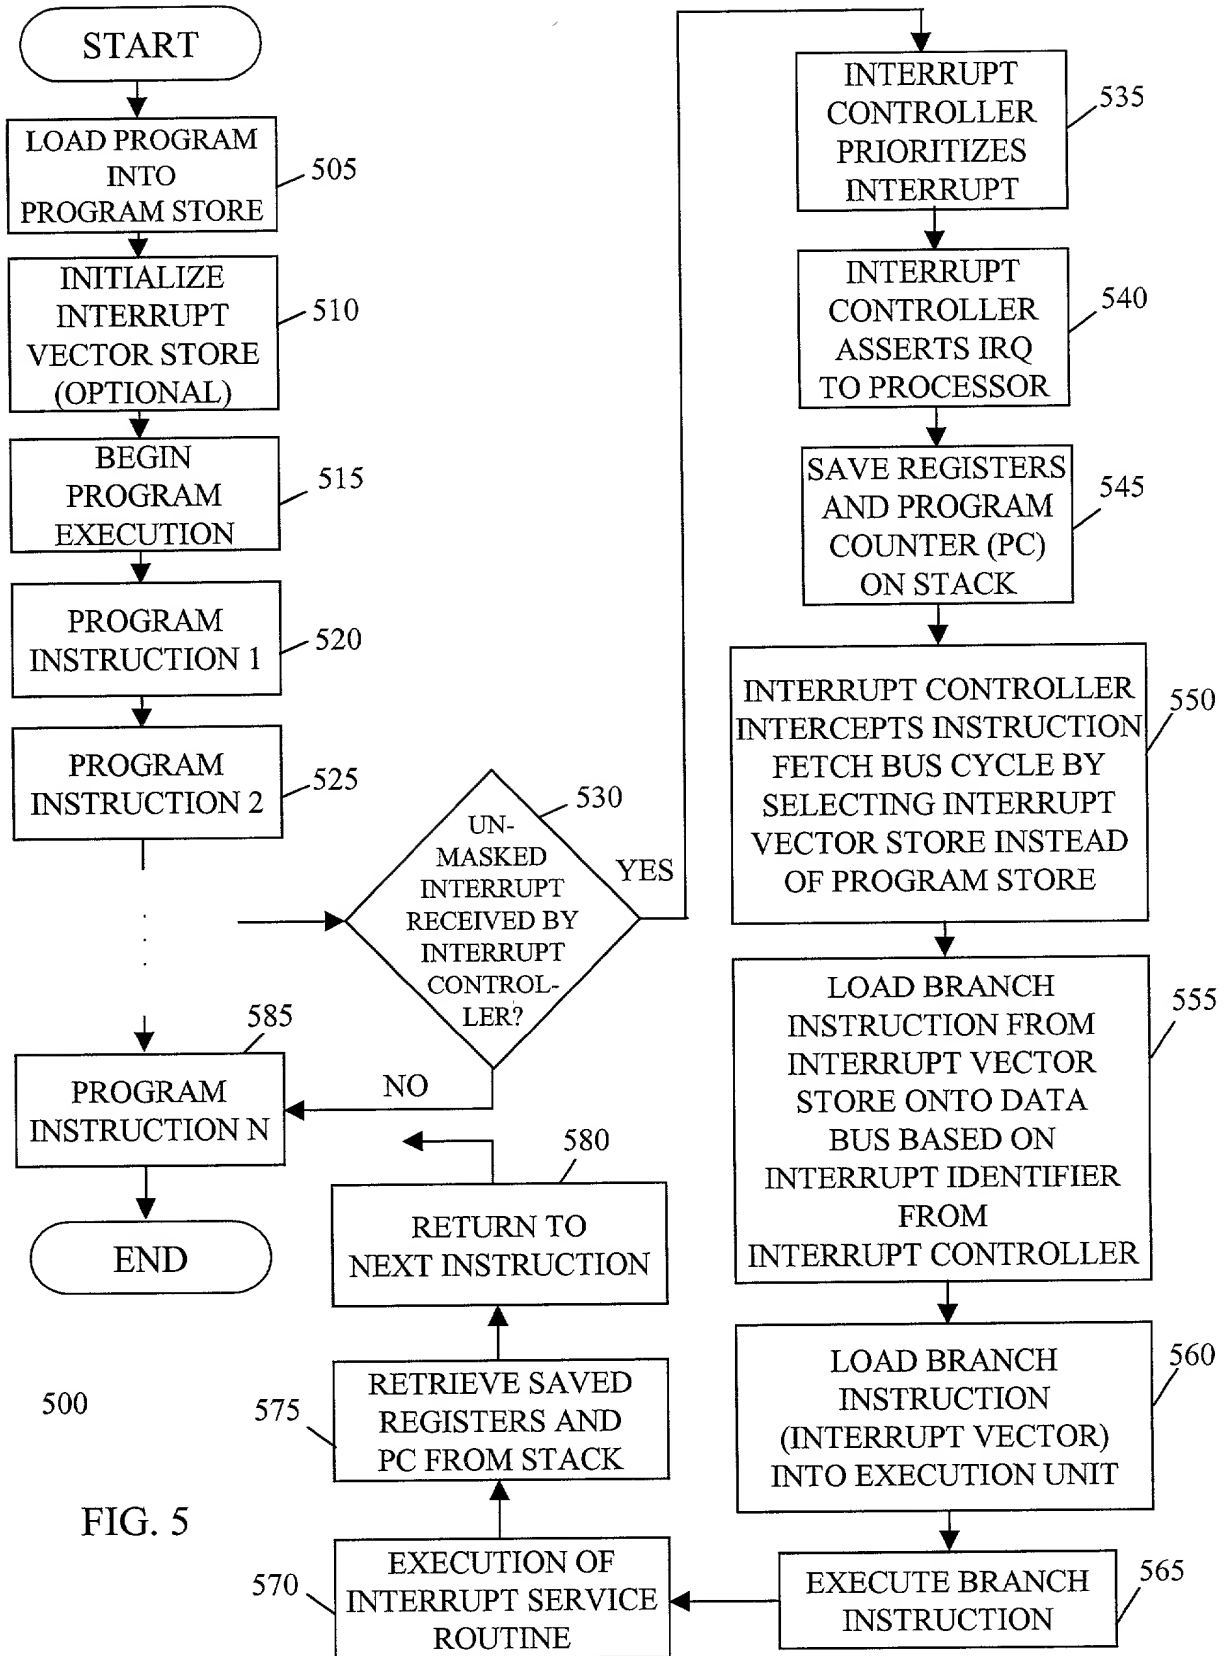 START
LOAD PROGRAM
INTO
PROGRAM STORE
505
INITIALIZE
INTERRUPT
VECTOR STORE
(OPTIONAL)
510
BEGIN
PROGRAM
EXECUTION
515
PROGRAM
INSTRUCTION 1
520
PROGRAM
INSTRUCTION 2
525
530
UN-
MASKED
INTERRUPT
RECEIVED BY
INTERRUPT
CONTROL-
LER?
YES
NO
INTERRUPT
CONTROLLER
PRIORITIZES
INTERRUPT
535
INTERRUPT
CONTROLLER
ASSERTS IRQ
TO PROCESSOR
540
SAVE REGISTERS
AND PROGRAM
COUNTER (PC)
ON STACK
545
INTERRUPT CONTROLLER
INTERCEPTS INSTRUCTION
FETCH BUS CYCLE BY
SELECTING INTERRUPT
VECTOR STORE INSTEAD
OF PROGRAM STORE
550
LOAD BRANCH
INSTRUCTION FROM
INTERRUPT VECTOR
STORE ONTO DATA
BUS BASED ON
INTERRUPT IDENTIFIER
FROM
INTERRUPT CONTROLLER
555
LOAD BRANCH
INSTRUCTION
(INTERRUPT VECTOR)
INTO EXECUTION UNIT
560
EXECUTE BRANCH
INSTRUCTION
565
EXECUTION OF
INTERRUPT SERVICE
ROUTINE
570
RETRIEVE SAVED
REGISTERS AND
PC FROM STACK
575
RETURN TO
NEXT INSTRUCTION
580
585
PROGRAM
INSTRUCTION N
END
500
FIG. 5